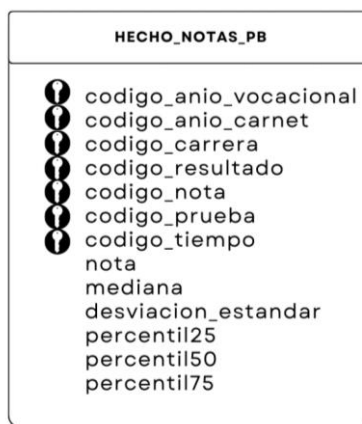 HECHO_NOTAS_PB
codigo_anio_vocacional
codigo_anio_carnet
codigo_carrera
codigo_resultado
codigo_nota
codigo_prueba
codigo_tiempo
nota
mediana
desviacion_estandar
percentil25
percentil50
percentil75